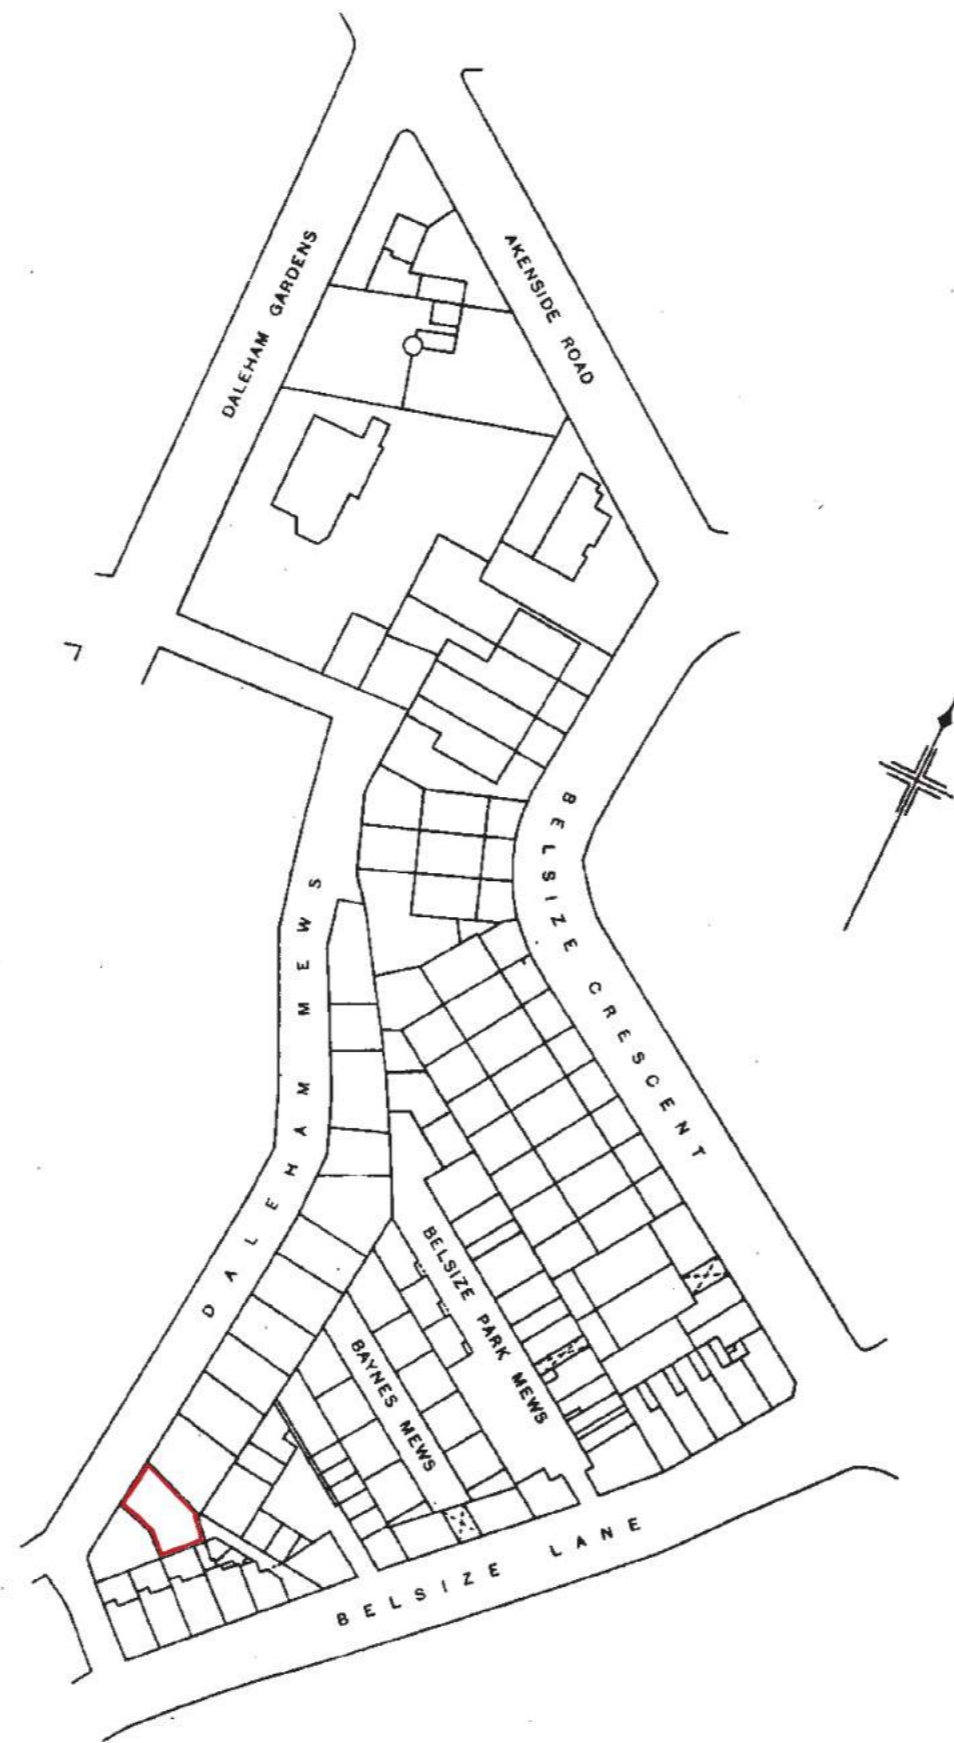 DALEHAM GARDENS
AKENSIDE ROAD
BELSIZE CRESCENT
DALEHAM MEWS
BELSIZE PARK MEWS
BAYNES MEWS
BELSIZE LANE